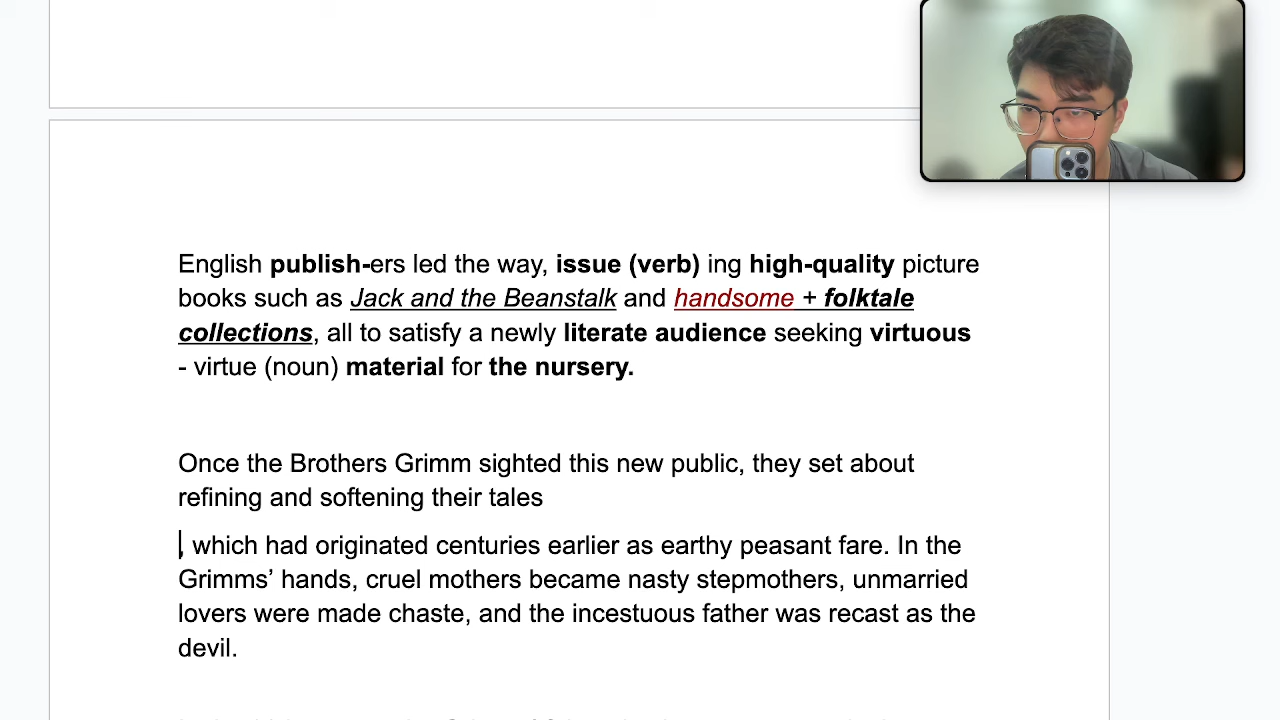 English publish-ers led the way, issue (verb) ing high-quality picture
books such as Jack and the Beanstalk and handsome + folktale
collections, all to satisfy a newly literate audience seeking virtuous
- virtue (noun) material for the nursery.
Once the Brothers Grimm sighted this new public, they set about
refining and softening their tales
, which had originated centuries earlier as earthy peasant fare. In the
Grimms’ hands, cruel mothers became nasty stepmothers, unmarried
lovers were made chaste, and the incestuous father was recast as the
devil.